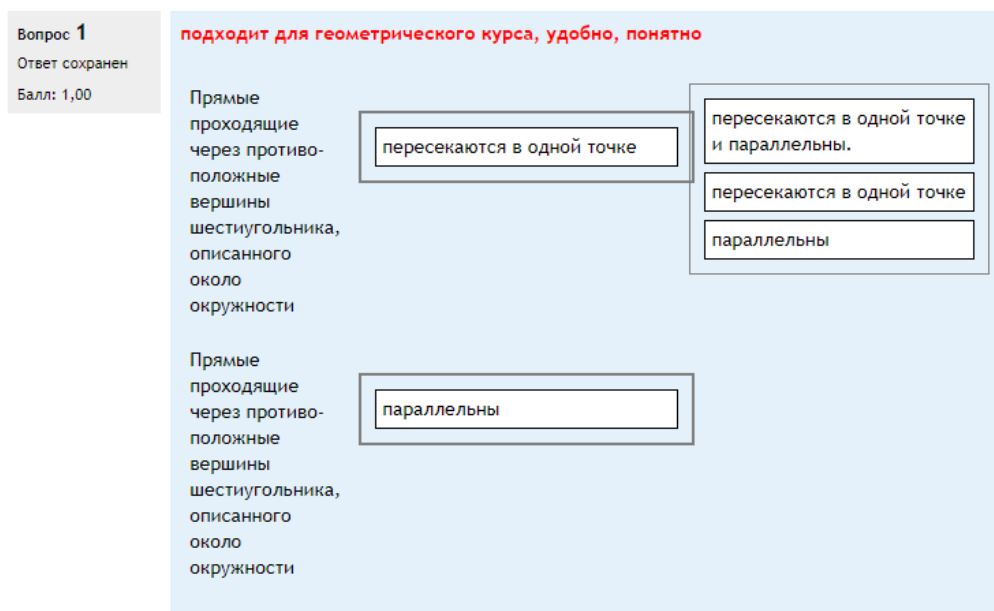 Вопрос 1
Ответ сохранен
Балл: 1,00
подходит для геометрического курса, удобно, понятно
Прямые
проходящие
через противо-
положные
вершины
шестиугольника,
описанного
около
окружности
пересекаются в одной точке
пересекаются в одной точке
и параллельны.
пересекаются в одной точке
параллельны
Прямые
проходящие
через противо-
положные
вершины
шестиугольника,
описанного
около
окружности
параллельны